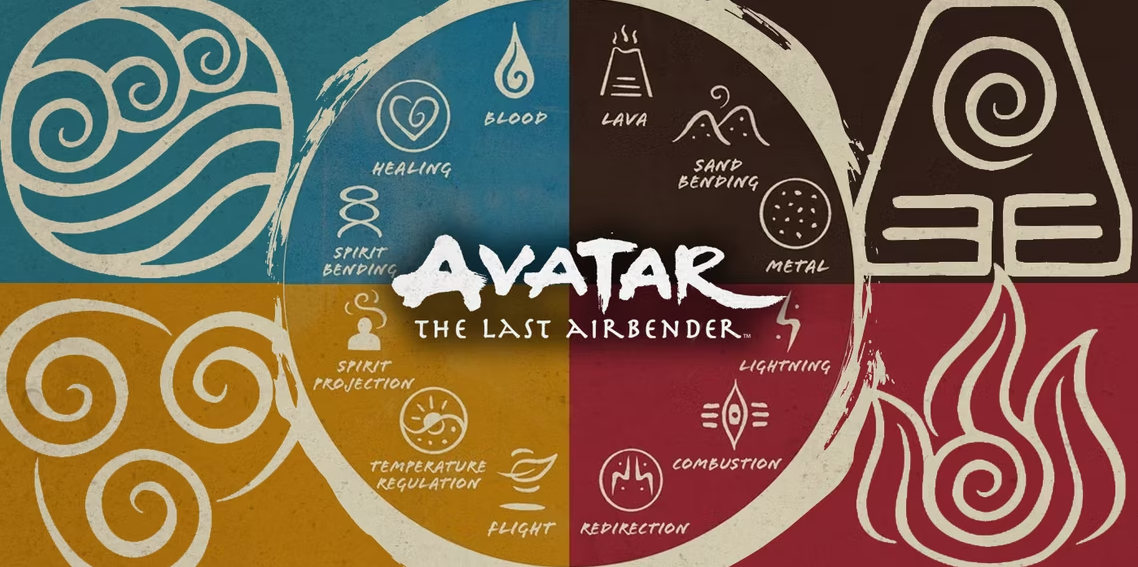 BLOOD
HEALING
SPIRIT
BENDING
LAVA
SAND
BENDING
METAL
AVATAR
THE LAST AIRBENDER™
SPIRIT
PROJECTION
TEMPERATURE
REGULATION
FLIGHT
LIGHTNING
COMBUSTION
REDIRECTION